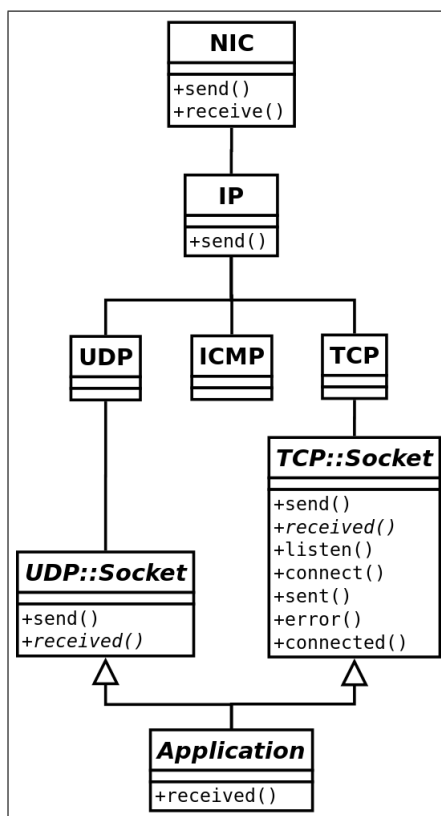 NIC
+send()
+receive()
IP
+send()
UDP
ICMP
TCP
TCP::Socket
+send()
+received()
+listen()
+connect()
+sent()
+error()
+connected()
UDP::Socket
+send()
+received()
Application
+received()